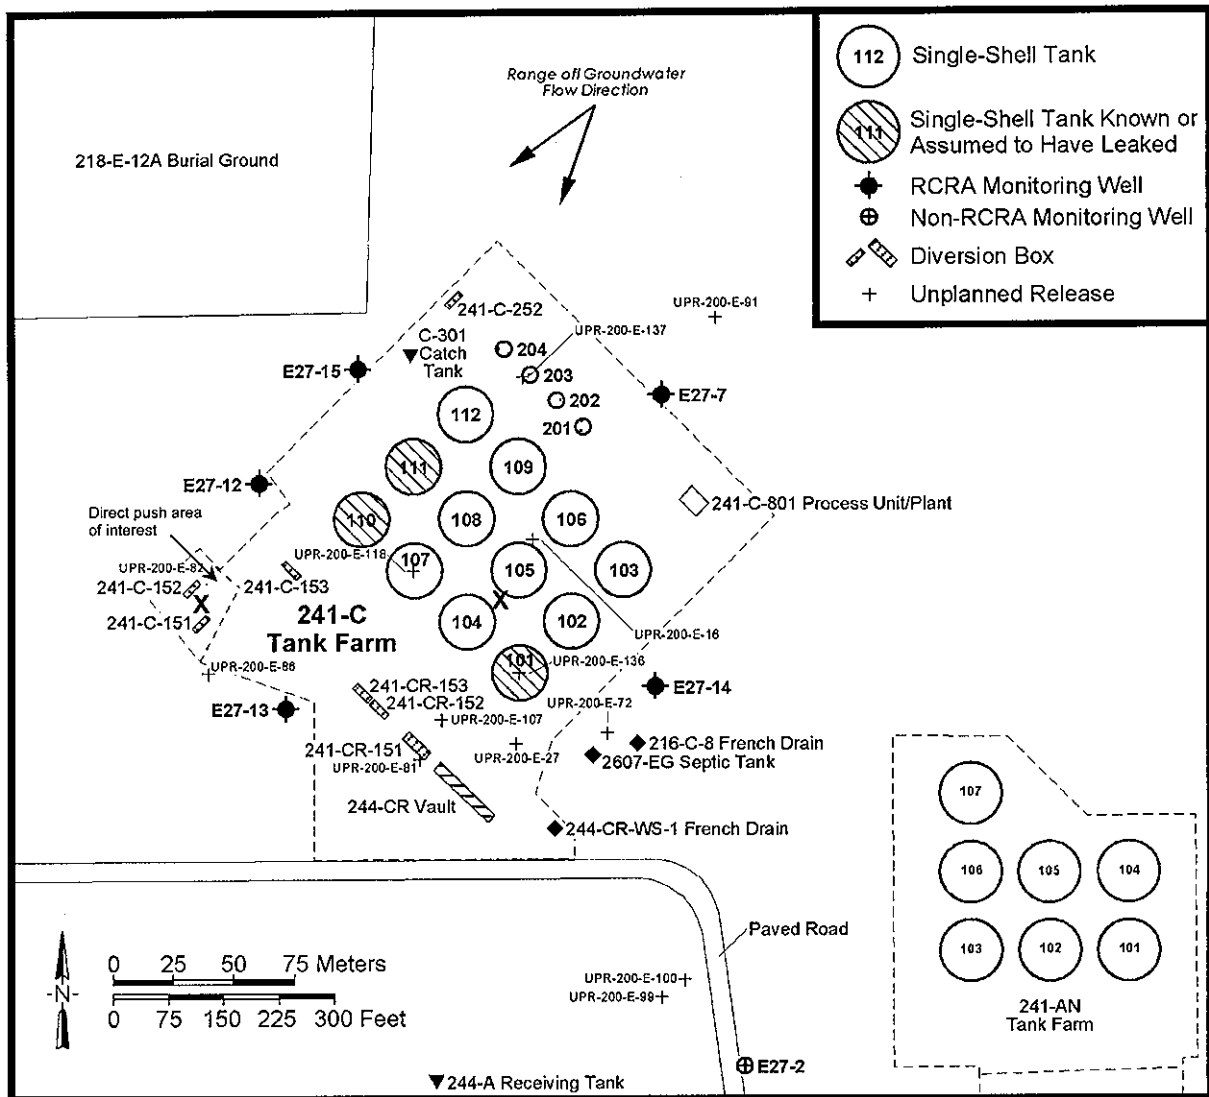 112 Single-Shell Tank
111 Single-Shell Tank Known or
Assumed to Have Leaked
RCRA Monitoring Well
Non-RCRA Monitoring Well
Diversion Box
Unplanned Release
Range off Groundwater
Flow Direction
218-E-12A Burial Ground
UPR-200-E-91
241-C-252
UPR-200-E-137
C-301
Catch
Tank
204
203
202
201
E27-15
E27-7
112
111
109
E27-12
241-C-801 Process Unit/Plant
Direct push area
of interest
110
108
106
UPR-200-E-118
107
105
103
UPR-200-E-82
241-C-152
241-C-153
X
X
241-C-151
241-C
Tank Farm
104
102
UPR-200-E-16
101
UPR-200-E-136
UPR-200-E-86
E27-14
241-CR-153
241-CR-152
UPR-200-E-72
E27-13
UPR-200-E-107
241-CR-151
UPR-200-E-27
216-C-8 French Drain
2607-EG Septic Tank
UPR-200-E-81
244-CR Vault
244-CR-WS-1 French Drain
107
106
105
104
103
102
101
241-AN
Tank Farm
Paved Road
N
0 25 50 75 Meters
0 75 150 225 300 Feet
UPR-200-E-100
UPR-200-E-99
E27-2
244-A Receiving Tank